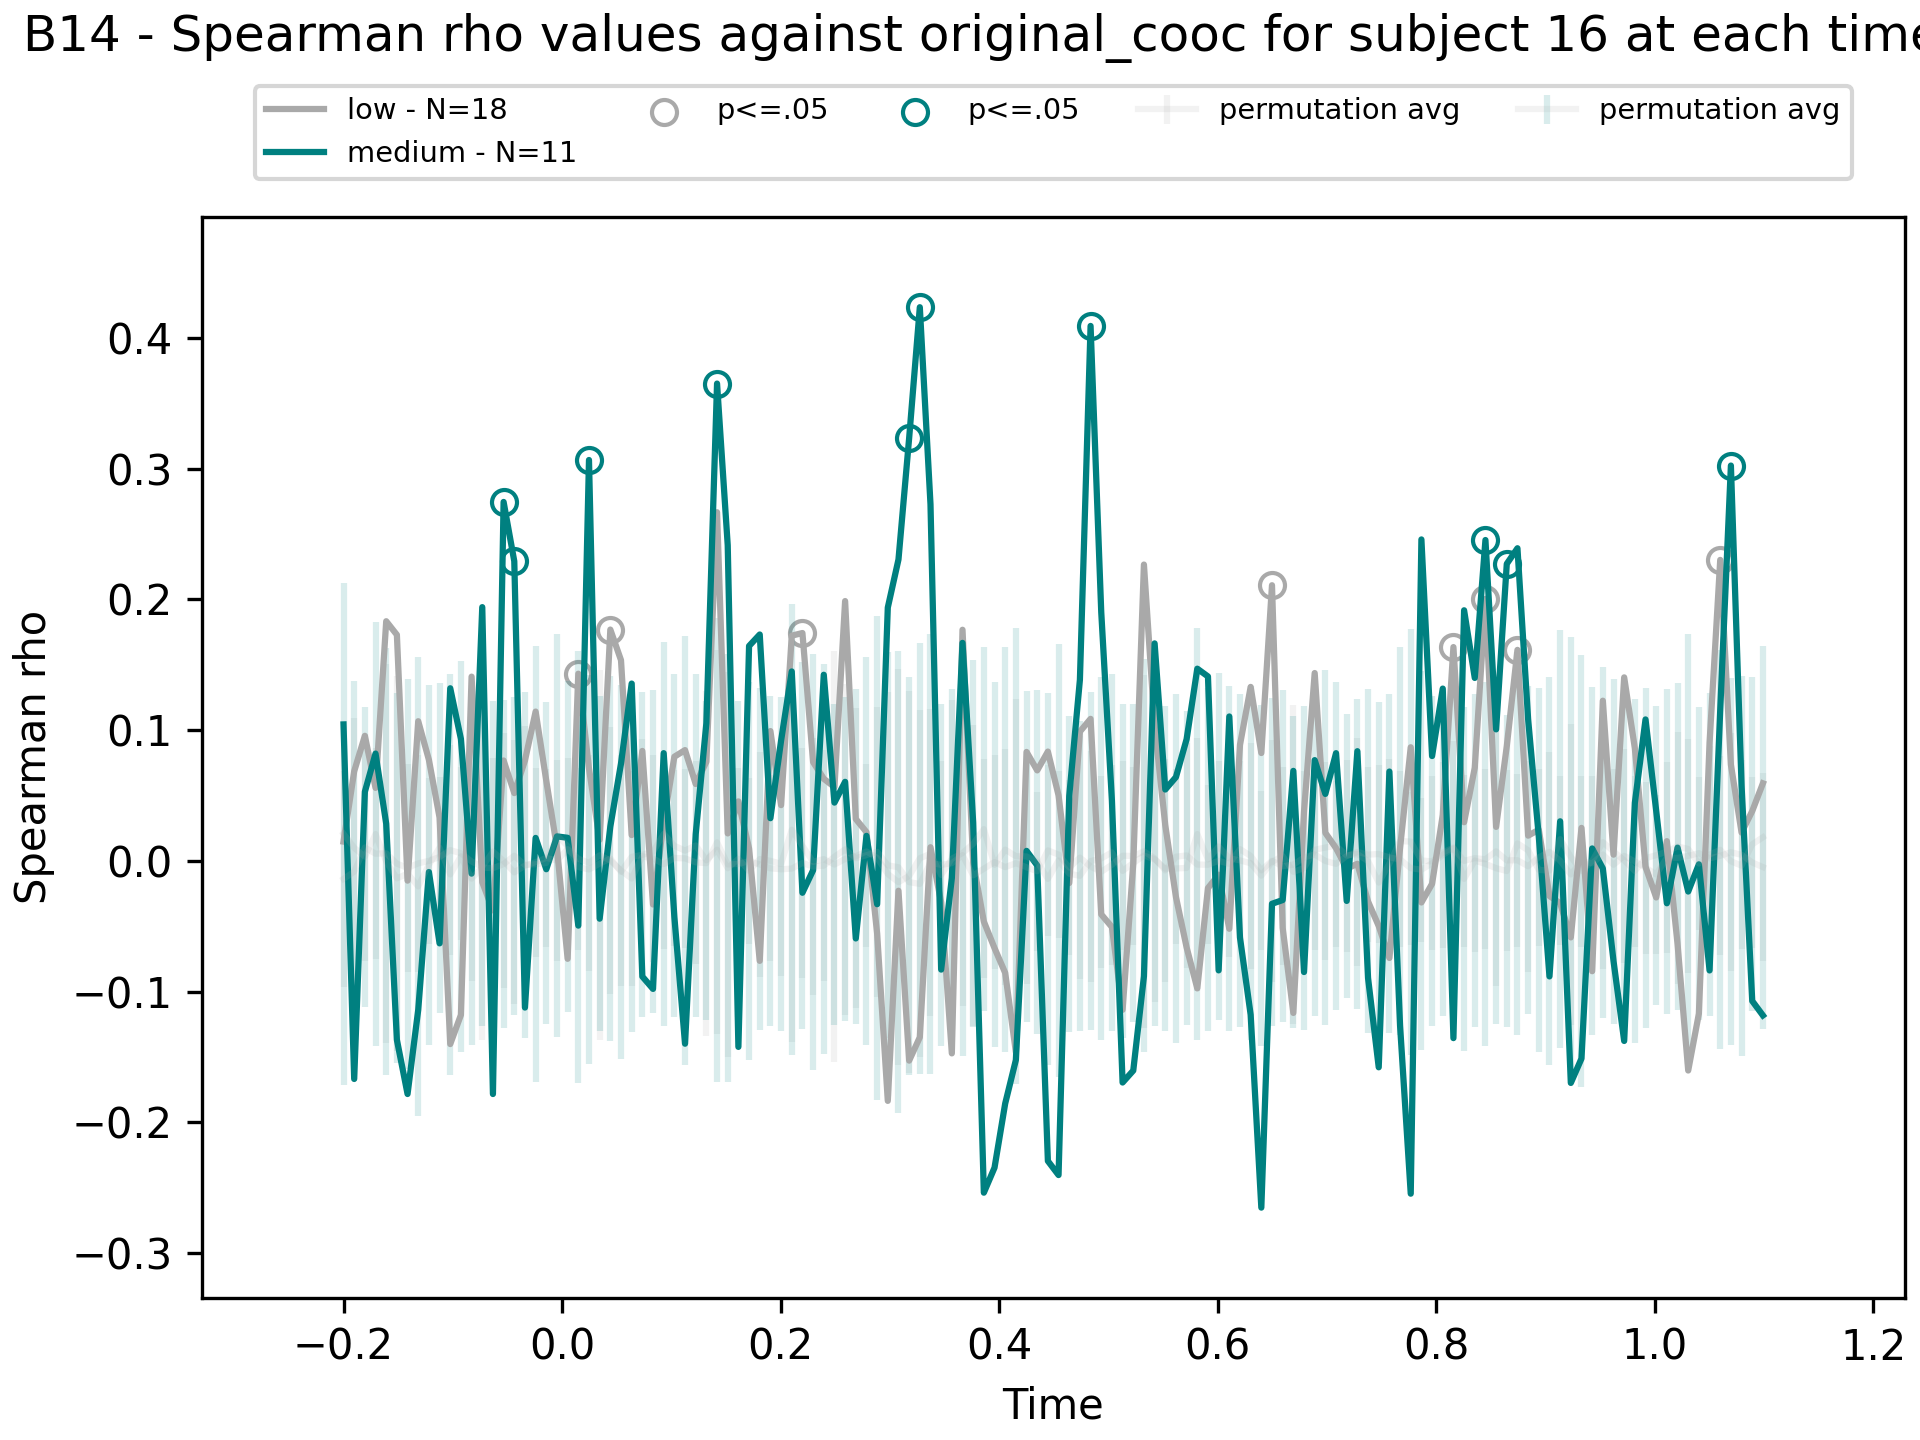 B14 - Spearman rho values against original_cooc for subject 16 at each time
low - N=18
medium - N=11
p<=.05
p<=.05
permutation avg
permutation avg
Spearman rho
0.4
0.3
0.2
0.1
0.0
−0.1
−0.2
−0.3
−0.2 0.0 0.2 0.4 0.6 0.8 1.0 1.2
Time